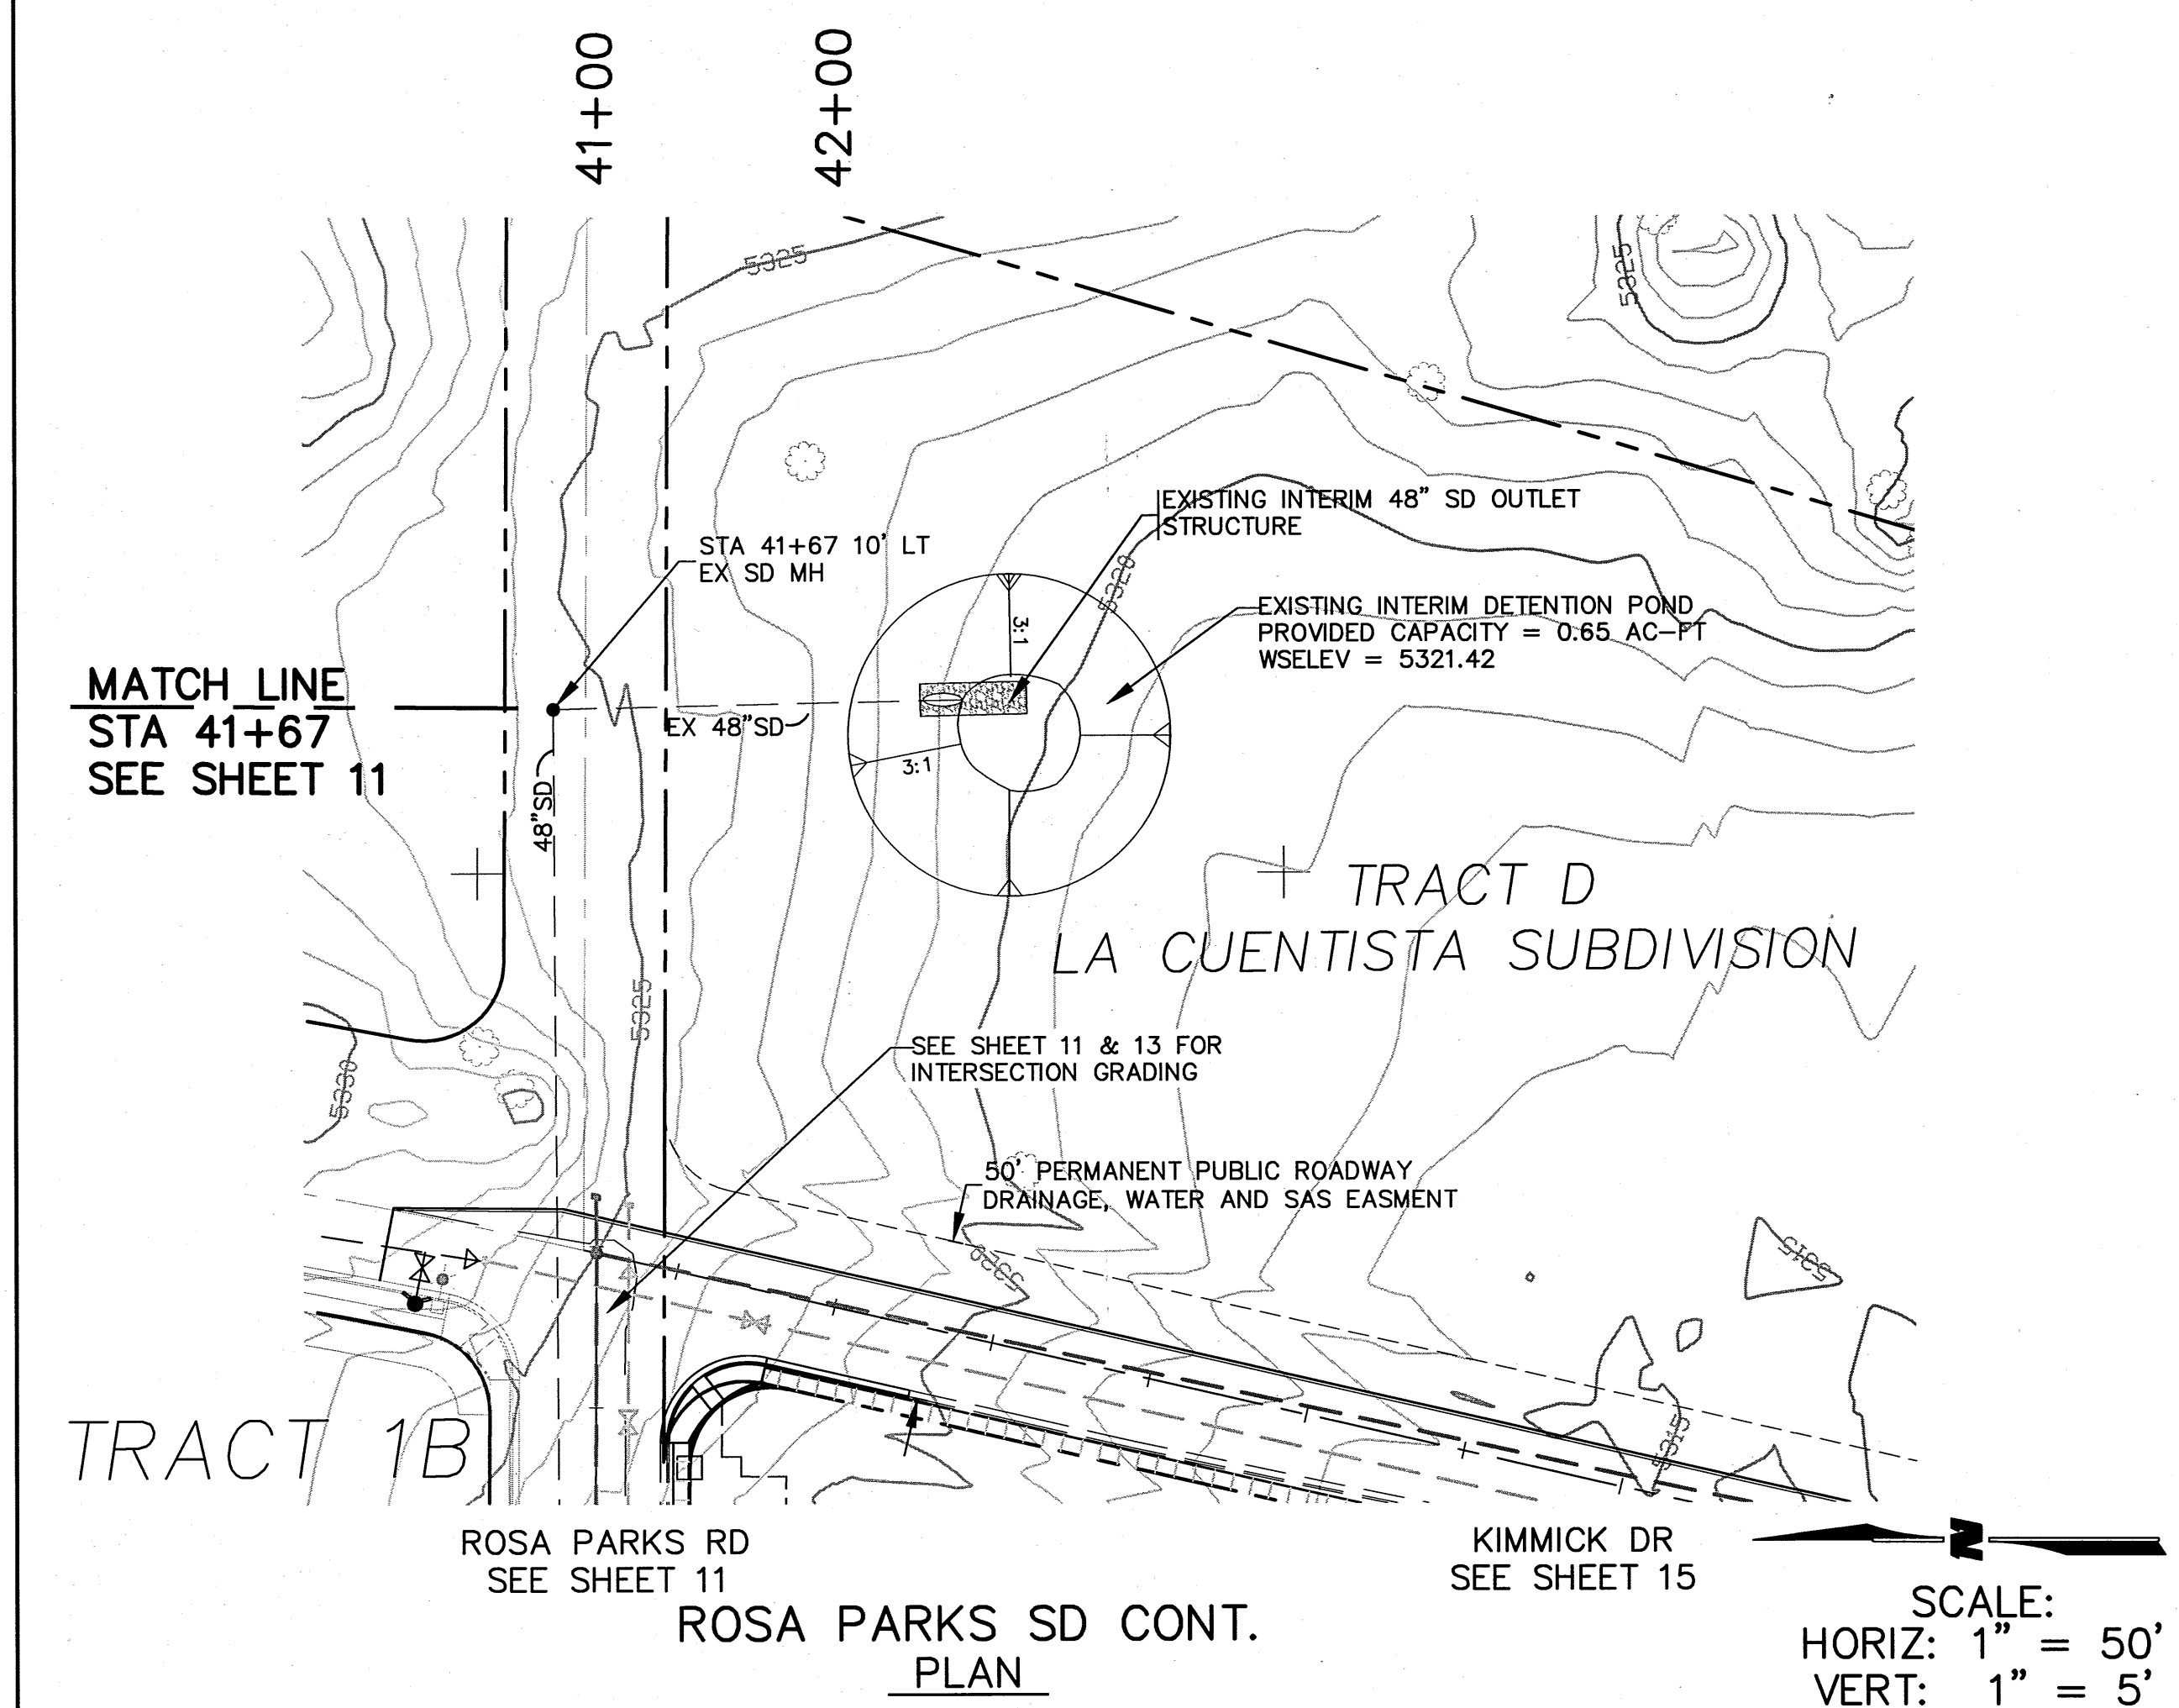 41+00
42+00
5325
5325
EXISTING INTERIM 48" SD OUTLET
STRUCTURE
STA 41+67 10' LT
EX SD MH
5320
3:1
EXISTING INTERIM DETENTION POND
PROVIDED CAPACITY = 0.65 AC-FT
WSELEV = 5321.42
MATCH LINE
STA 41+67
SEE SHEET 11
EX 48"SD
3:1
48"SD
TRACT D
LA CUENTISTA SUBDIVISION
5325
5330
SEE SHEET 11 & 13 FOR
INTERSECTION GRADING
50' PERMANENT PUBLIC ROADWAY
DRAINAGE, WATER AND SAS EASMENT
5320
5315
5315
TRACT 1B
ROSA PARKS RD
SEE SHEET 11
KIMMICK DR
SEE SHEET 15
N
ROSA PARKS SD CONT.
PLAN
SCALE:
HORIZ: 1" = 50'
VERT: 1" = 5'